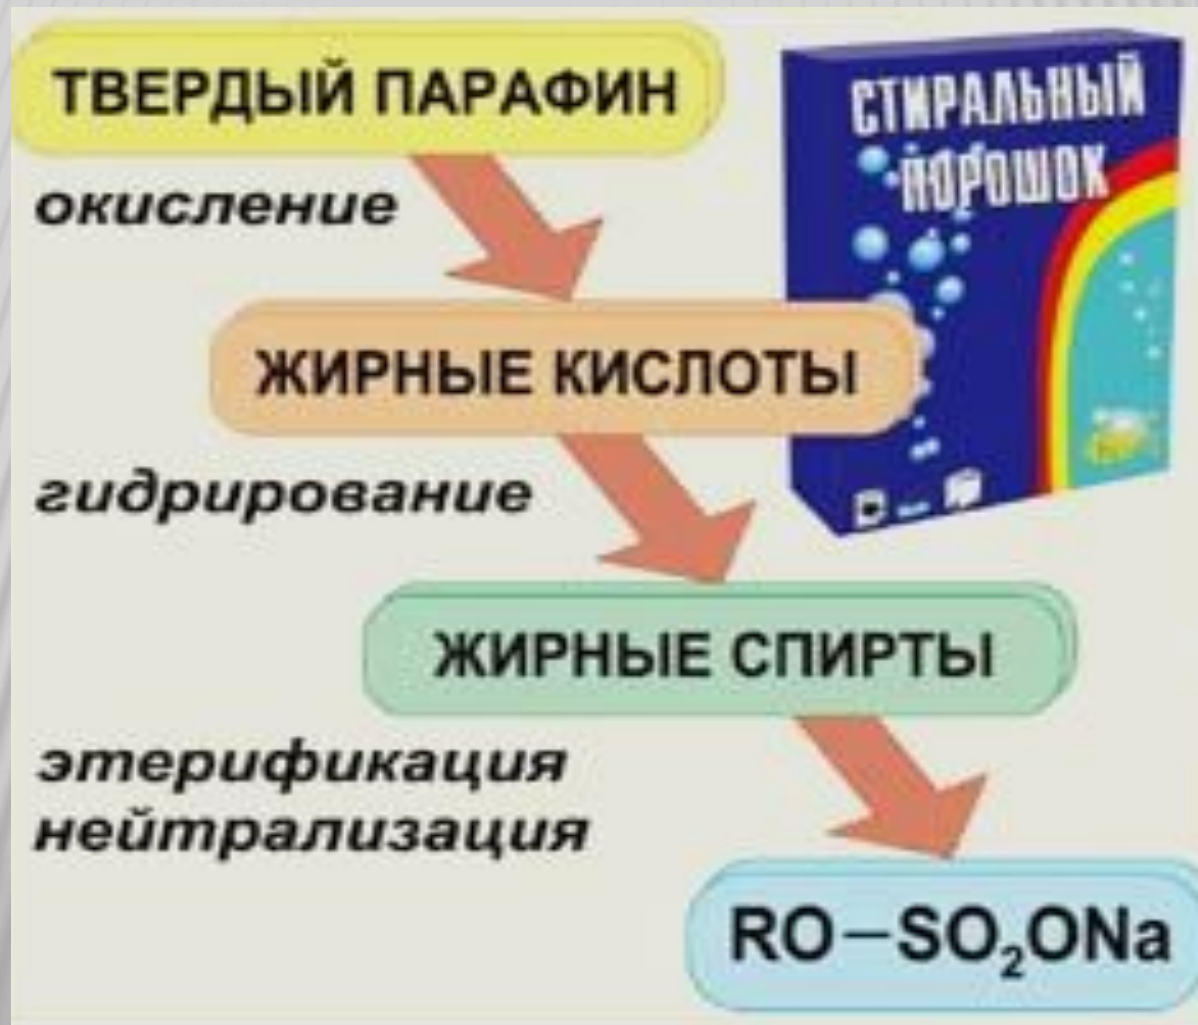 ТВЕРДЫЙ ПАРАФИН
СТИРАЛЬНЫЙ
ПОРОШОК
окисление
ЖИРНЫЕ КИСЛОТЫ
гидрирование
ЖИРНЫЕ СПИРТЫ
этерификация
нейтрализация
RO–SO₂ONa